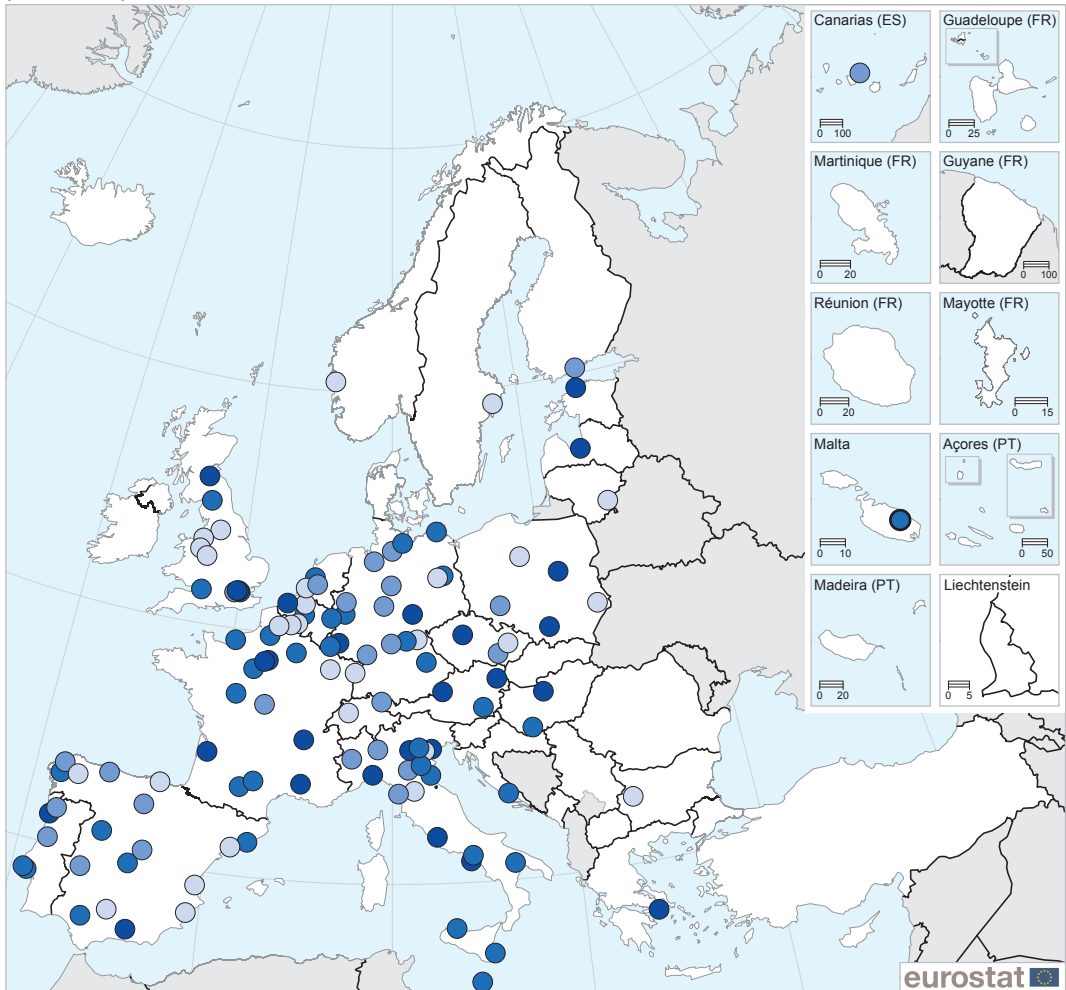 Canarias (ES)
0 100
Guadeloupe (FR)
0 25
Martinique (FR)
0 20
Guyane (FR)
0 100
Réunion (FR)
0 20
Mayotte (FR)
0 15
Malta
0 10
Açores (PT)
0 50
Madeira (PT)
0 20
Liechtenstein
0 5
eurostat